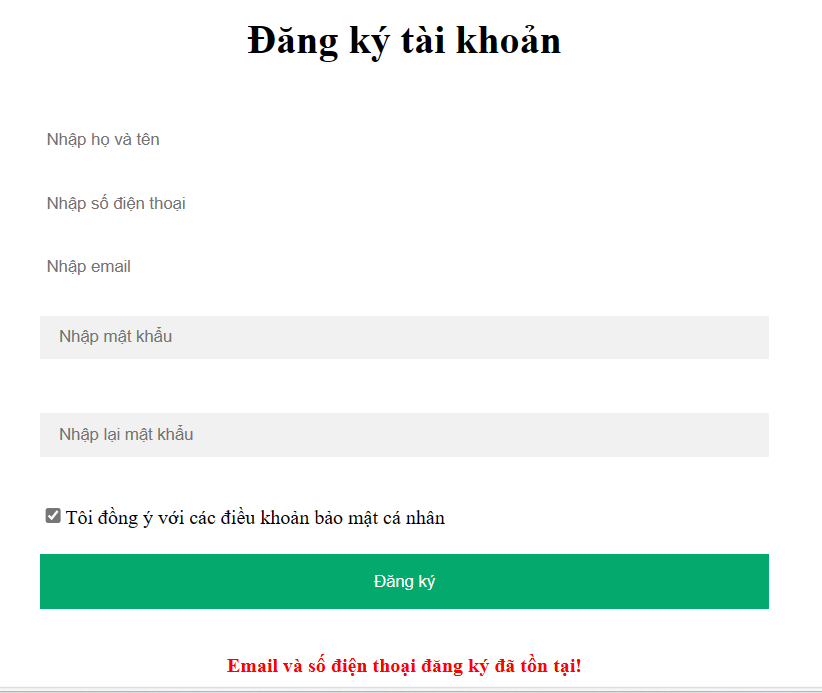 Đăng ký tài khoản
Nhập họ và tên
Nhập số điện thoại
Nhập email
Nhập mật khẩu
Nhập lại mật khẩu
Tôi đồng ý với các điều khoản bảo mật cá nhân
Đăng ký
Email và số điện thoại đăng ký đã tồn tại!